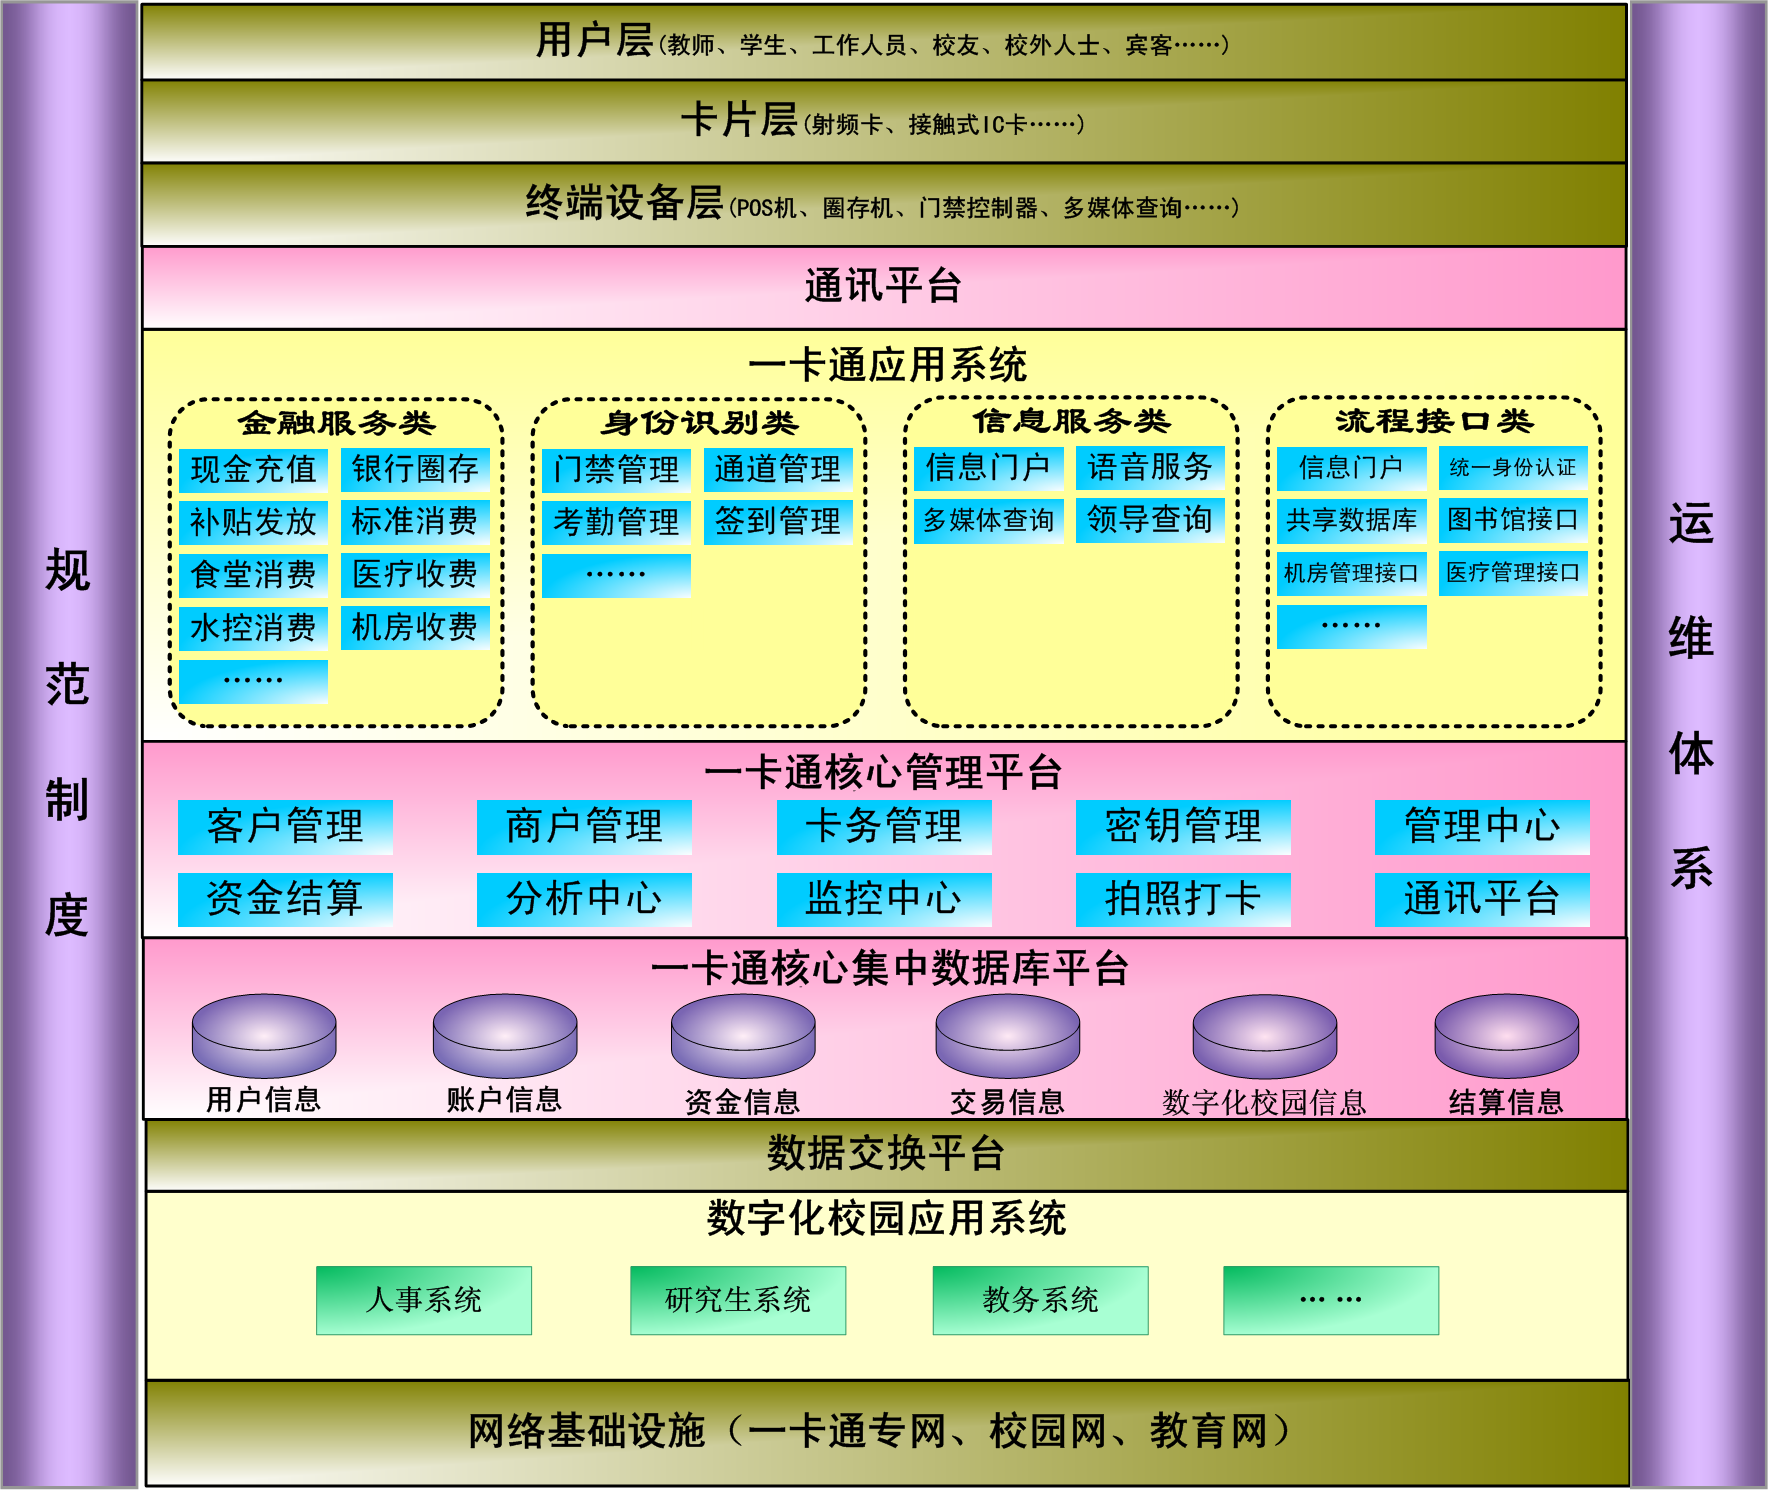 用户层(教师、学生、工作人员、校友、校外人士、宾客……)
卡片层(射频卡、接触式IC卡……)
终端设备层(POS机、圈存机、门禁控制器、多媒体查询……)
通讯平台
一卡通应用系统
金融服务类
现金充值 银行圈存
补贴发放 标准消费
食堂消费 医疗收费
水控消费 机房收费
……
身份识别类
门禁管理 通道管理
考勤管理 签到管理
……
信息服务类
信息门户 语音服务
多媒体查询 领导查询
流程接口类
信息门户 统一身份认证
共享数据库 图书馆接口
机房管理接口 医疗管理接口
……
一卡通核心管理平台
客户管理 商户管理 卡务管理 密钥管理 管理中心
资金结算 分析中心 监控中心 拍照打卡 通讯平台
一卡通核心集中数据库平台
用户信息 账户信息 资金信息 交易信息 数字化校园信息 结算信息
数据交换平台
数字化校园应用系统
人事系统 研究生系统 教务系统 … …
网络基础设施（一卡通专网、校园网、教育网）
规范制度
运维体系